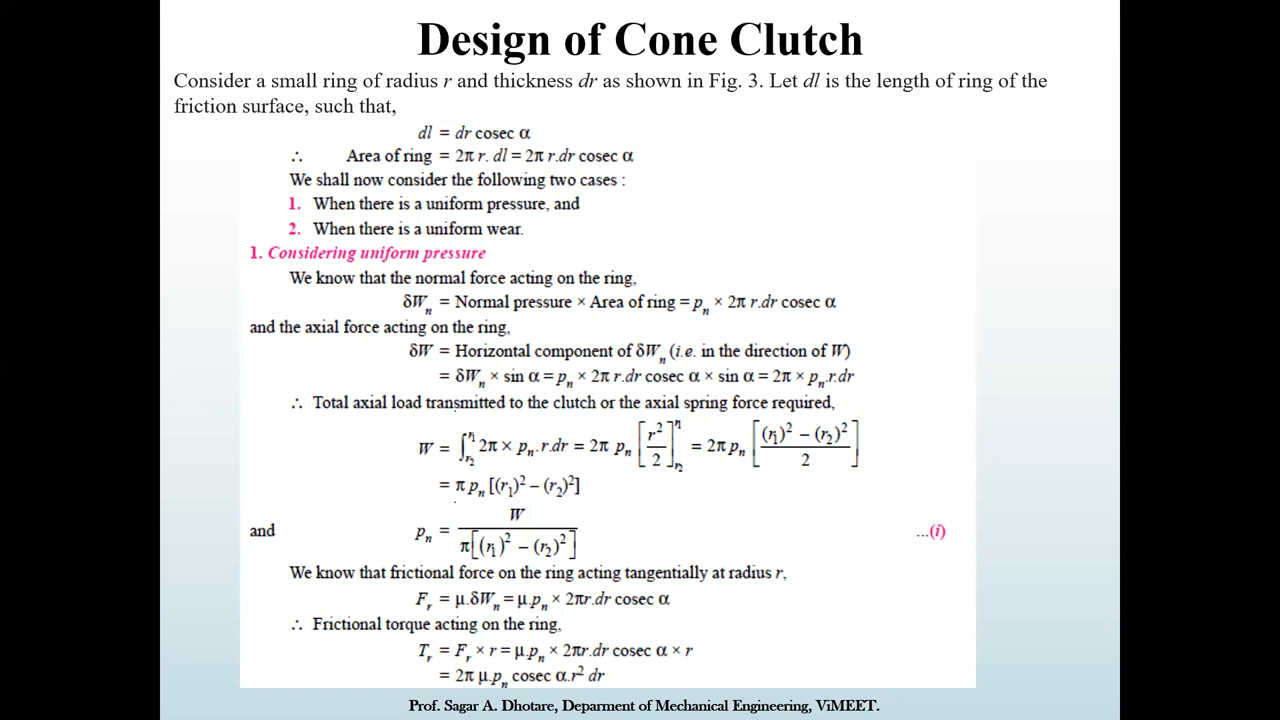 Design of Cone Clutch
Consider a small ring of radius r and thickness dr as shown in Fig. 3. Let dl is the length of ring of the
friction surface, such that,
dl = dr cosec α
∴ Area of ring = 2π r. dl = 2π r.dr cosec α
We shall now consider the following two cases :
1. When there is a uniform pressure, and
2. When there is a uniform wear.
1. Considering uniform pressure
We know that the normal force acting on the ring,
δWₙ = Normal pressure × Area of ring = pₙ × 2π r.dr cosec α
and the axial force acting on the ring,
δW = Horizontal component of δWₙ (i.e. in the direction of W)
= δWₙ × sin α = pₙ × 2π r.dr cosec α × sin α = 2π × pₙ.r.dr
∴ Total axial load transmitted to the clutch or the axial spring force required,
W = ∫_{r₂}^{r₁} 2π × pₙ.r.dr = 2π pₙ [r²/2]_{r₂}^{r₁} = 2π pₙ [((r₁)² – (r₂)²)/2]
= π pₙ [(r₁)² – (r₂)²]
and pₙ = W / π[(r₁)² – (r₂)²] ...(i)
We know that frictional force on the ring acting tangentially at radius r,
Fᵣ = μ.δWₙ = μ.pₙ × 2πr.dr cosec α
∴ Frictional torque acting on the ring,
Tᵣ = Fᵣ × r = μ.pₙ × 2πr.dr cosec α × r
= 2π μ.pₙ cosec α.r² dr
Prof. Sagar A. Dhotare, Deparment of Mechanical Engineering, ViMEET.